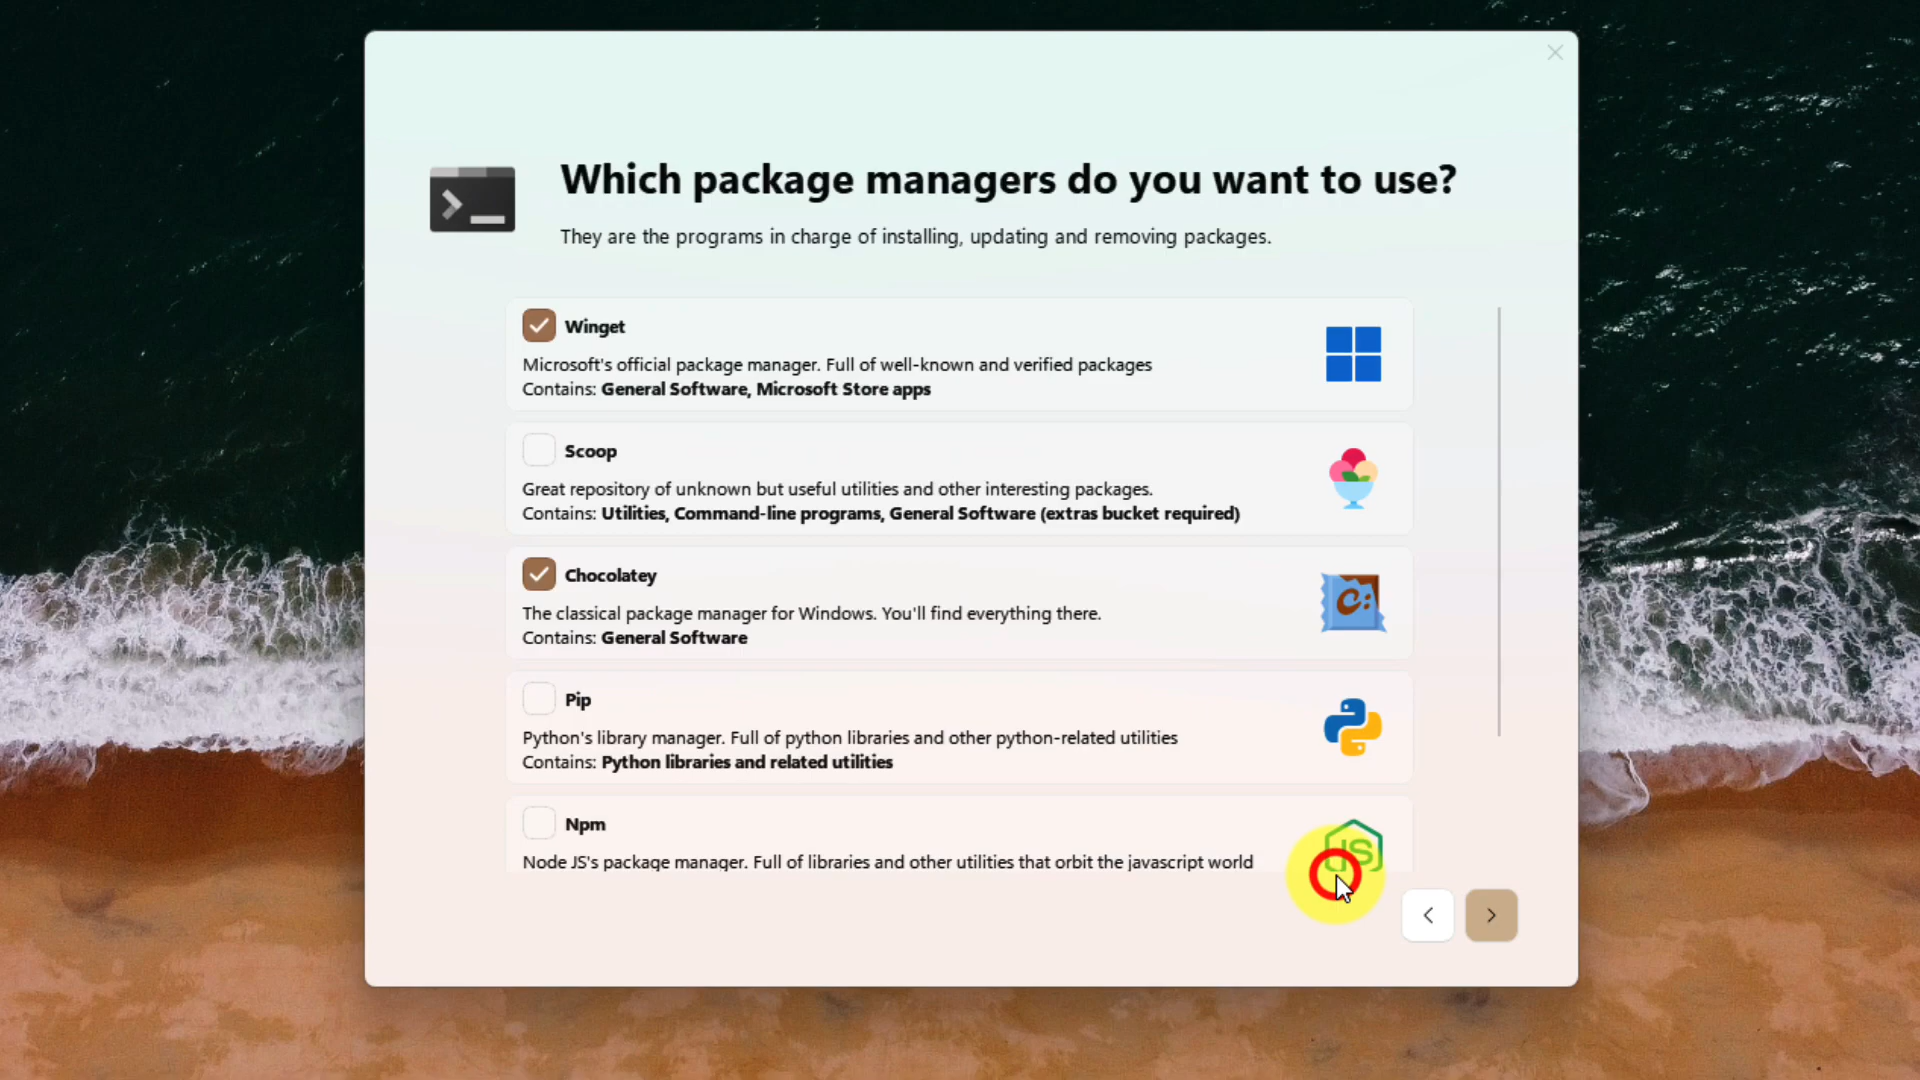 Which package managers do you want to use?
They are the programs in charge of installing, updating and removing packages.
Winget
Microsoft's official package manager. Full of well-known and verified packages
Contains: General Software, Microsoft Store apps
Scoop
Great repository of unknown but useful utilities and other interesting packages.
Contains: Utilities, Command-line programs, General Software (extras bucket required)
Chocolatey
The classical package manager for Windows. You'll find everything there.
Contains: General Software
Pip
Python's library manager. Full of python libraries and other python-related utilities
Contains: Python libraries and related utilities
Npm
Node JS's package manager. Full of libraries and other utilities that orbit the javascript world